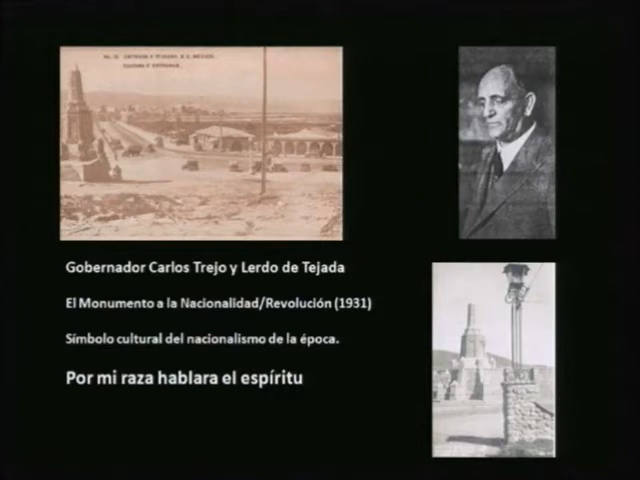 Gobernador Carlos Trejo y Lerdo de Tejada
El Monumento a la Nacionalidad/Revolución (1931)
Símbolo cultural del nacionalismo de la época.
Por mi raza hablara el espíritu